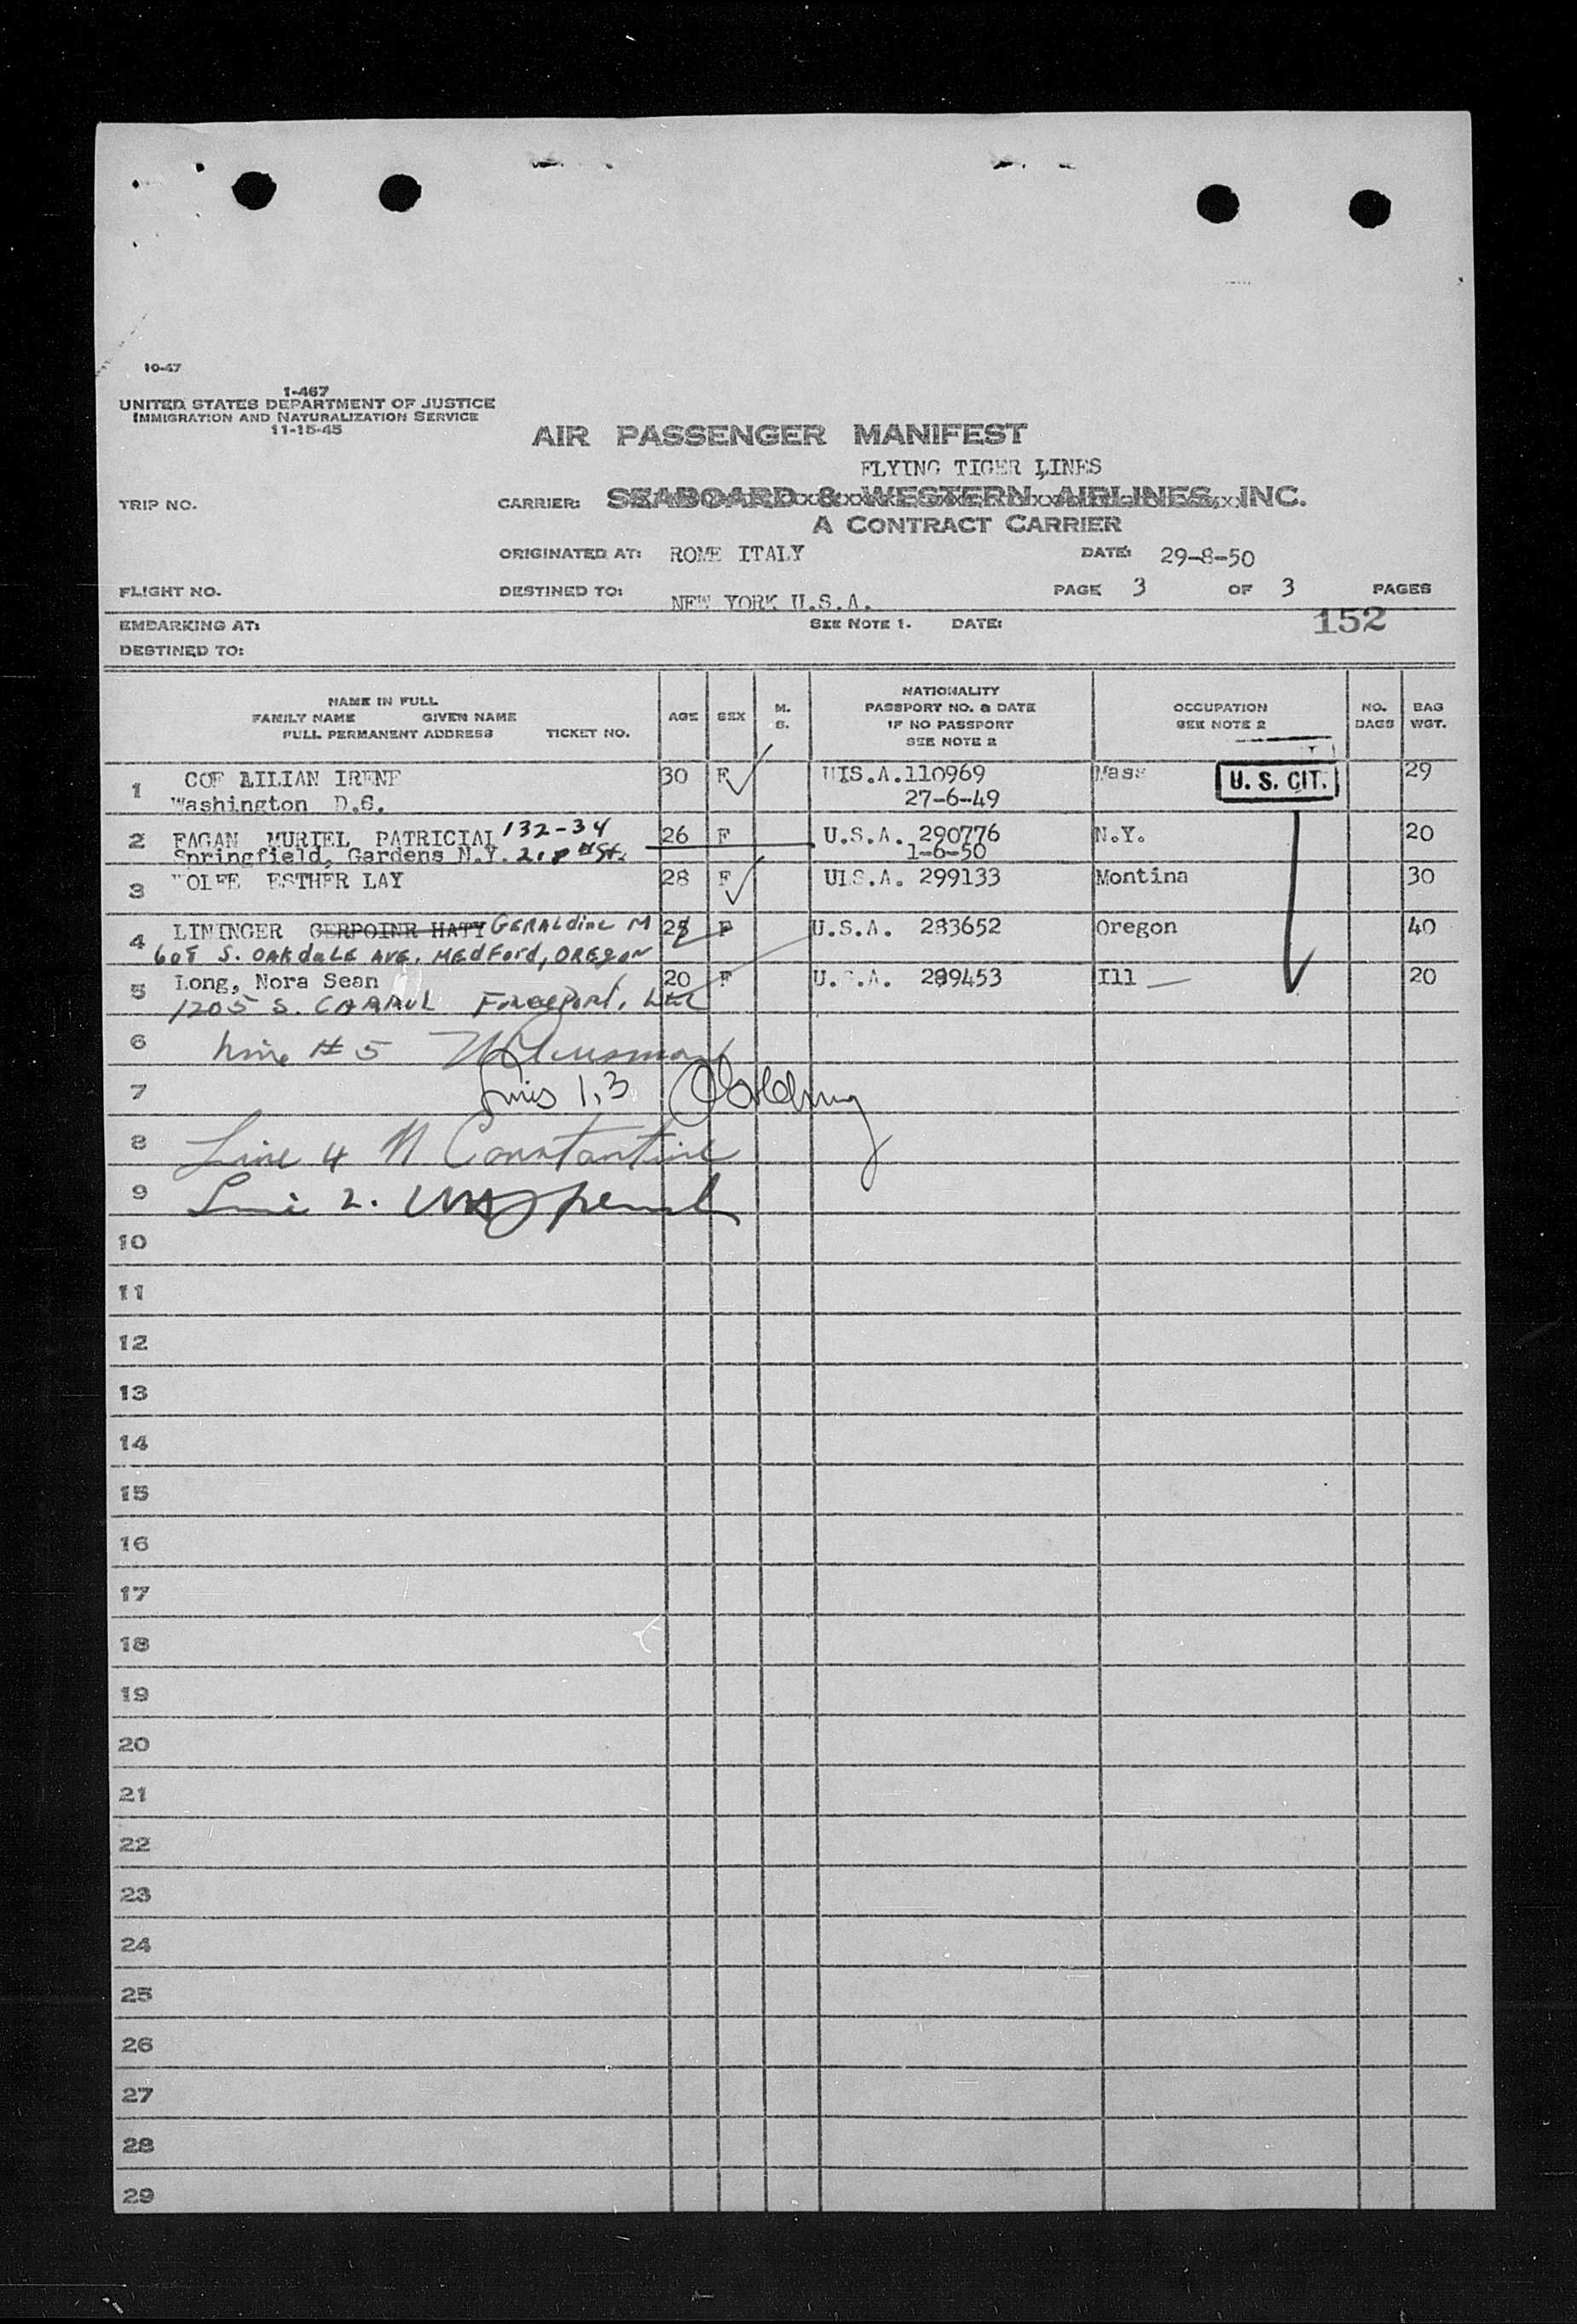 10-47
1-467
UNITED STATES DEPARTMENT OF JUSTICE
IMMIGRATION AND NATURALIZATION SERVICE
11-15-45
AIR PASSENGER MANIFEST
FLYING TIGER LINES
TRIP NO. CARRIER: SEABOARD & WESTERN AIRLINES, INC.
A CONTRACT CARRIER
ORIGINATED AT: ROME ITALY DATE: 29-8-50
FLIGHT NO. DESTINED TO: NEW YORK U.S.A. PAGE 3 OF 3 PAGES
EMBARKING AT: SEE NOTE 1. DATE: 152
DESTINED TO:
NAME IN FULL
FAMILY NAME GIVEN NAME
FULL PERMANENT ADDRESS TICKET NO.
AGE
SEX
M.
S.
NATIONALITY
PASSPORT NO. & DATE
IF NO PASSPORT
SEE NOTE 2
OCCUPATION
SEE NOTE 2
NO.
BAGS
BAG
WGT.
1 COE LILIAN IRENE 30 F UIS.A.110969 Mass U. S. CIT. 29
Washington D.C. 27-6-49
2 FAGAN MURIEL PATRICIAI 132-34 26 F U.S.A. 290776 N.Y. 20
Springfield, Gardens N.Y. 218 St. 1-6-50
3 WOLFE ESTHER LAY 28 F UIS.A. 299133 Montina 30
4 LININGER GERPOINR HATY GERALDINE M F U.S.A. 283652 Oregon 40
608 S. OAKDALE AVE, MEDFORD, OREGON
5 Long, Nora Sean 20 F U.S.A. 289453 Ill 20
1205 S. Freeport, Ill
6 Line # 5
7 Lines 1,3
8 Line 4 M Constantine
9 Line 2.
10
11
12
13
14
15
16
17
18
19
20
21
22
23
24
25
26
27
28
29